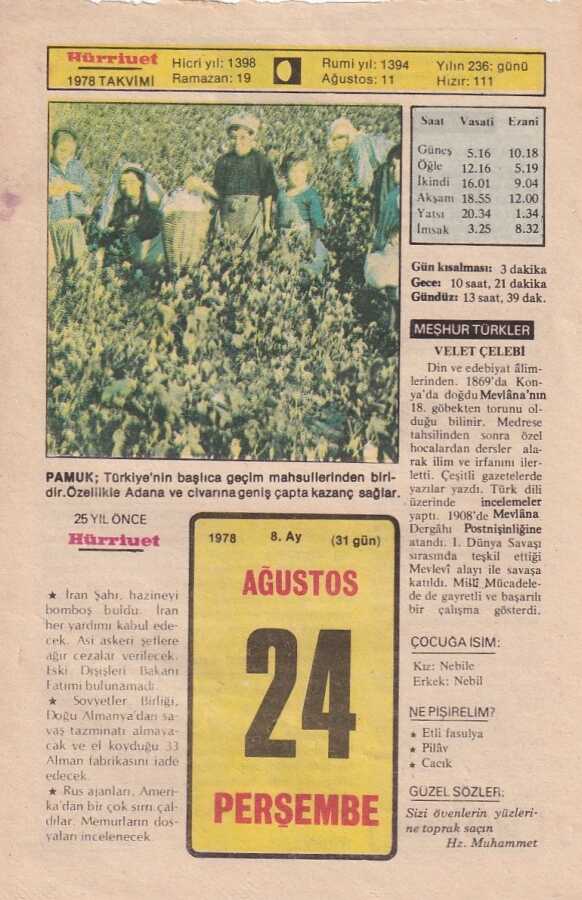 Hürriyet
1978 TAKVİMİ
Hicri yıl: 1398
Ramazan: 19
Rumi yıl: 1394
Ağustos: 11
Yılın 236: günü
Hızır: 111
Saat Vasati Ezani
Güneş 5.16 10.18
Öğle 12.16 5.19
İkindi 16.01 9.04
Akşam 18.55 12.00
Yatsı 20.34 1.34
İmsak 3.25 8.32
Gün kısalması: 3 dakika
Gece: 10 saat, 21 dakika
Gündüz: 13 saat, 39 dak.
MEŞHUR TÜRKLER
VELET ÇELEBİ
Din ve edebiyat âlim-
lerinden. 1869'da Kon-
ya'da doğdu Mevlâna'nın
18. göbekten torunu ol-
duğu bilinir. Medrese
tahsilinden sonra özel
hocalardan dersler ala-
rak ilim ve irfanını iler-
letti. Çeşitli gazetelerde
yazılar yazdı. Türk dili
üzerinde incelemeler
yaptı. 1908'de Mevlâna
Dergâhı Postnişinliğine
atandı. I. Dünya Savaşı
sırasında teşkil ettiği
Mevlevî alayı ile savaşa
katıldı. Millî Mücadele-
de de gayretli ve başarılı
bir çalışma gösterdi.
PAMUK; Türkiye'nin başlıca geçim mahsullerinden biri-
dir.Özellikle Adana ve civarına geniş çapta kazanç sağlar.
25 YIL ÖNCE
Hürriyet
★ İran Şahı, hazineyi
bomboş buldu. İran
her yardımı kabul ede-
cek. Asi askeri şeflere
ağır cezalar verilecek.
Eski Dışişleri Bakanı
Fatımi bulunamadı.
★ Sovyetler Birliği,
Doğu Almanya'dan sa-
vaş tazminatı almaya-
cak ve el koyduğu 33
Alman fabrikasını iade
edecek.
★ Rus ajanları, Ameri-
ka'dan bir çok sırrı çal-
dılar. Memurların dos-
yaları incelenecek.
1978 8. Ay (31 gün)
AĞUSTOS
24
PERŞEMBE
ÇOCUĞA İSİM:
Kız: Nebile
Erkek: Nebil
NE PİŞİRELİM?
★ Etli fasulya
★ Pilâv
★ Cacık
GÜZEL SÖZLER:
Sizi övenlerin yüzleri-
ne toprak saçın
Hz. Muhammet